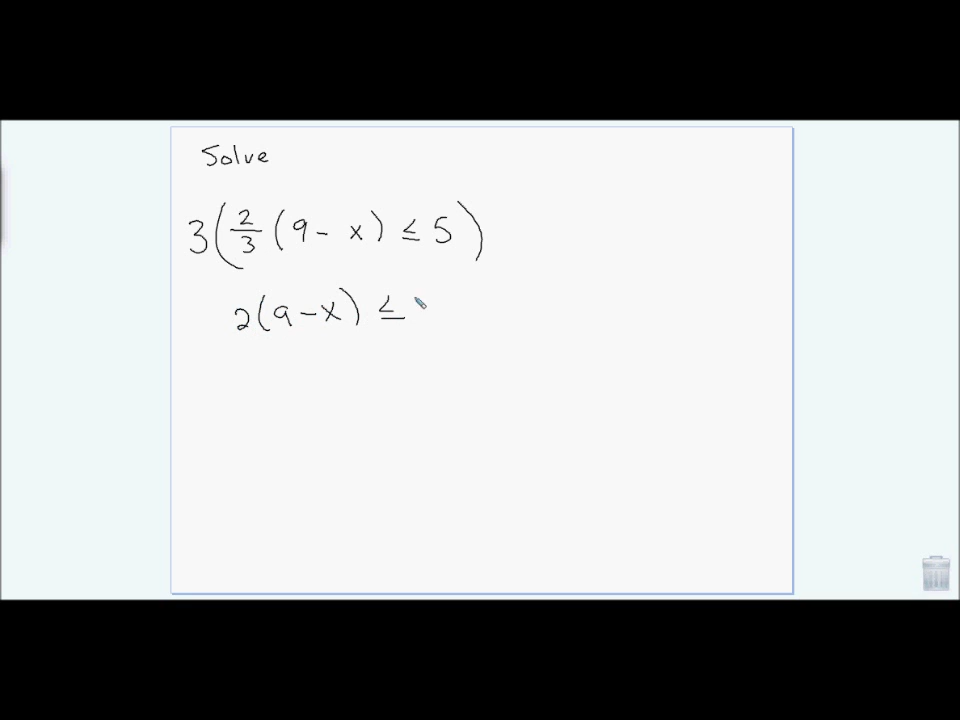 Solve
3(2/3(9-x) ≤ 5)
2(9-x) ≤